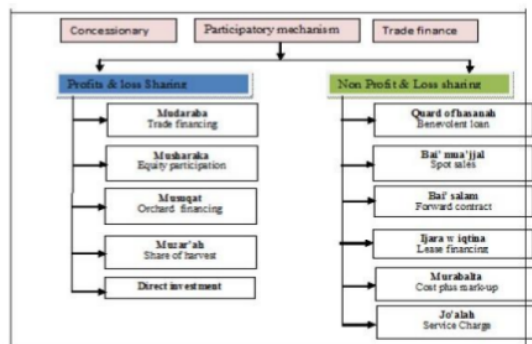 Concessionary
Participatory mechanism
Trade finance
Profits & loss Sharing
Mudaraba
Trade financing
Musharaka
Equity participation
Musaqat
Orchard financing
Muzar'ah
Share of harvest
Direct investment
Non Profit & Loss sharing
Quard of hasanah
Benevolent loan
Bai' mua'jjal
Spot sales
Bai' salam
Forward contract
Ijara w iqtina
Lease financing
Murabalta
Cost plus mark-up
Jo'alah
Service Charge